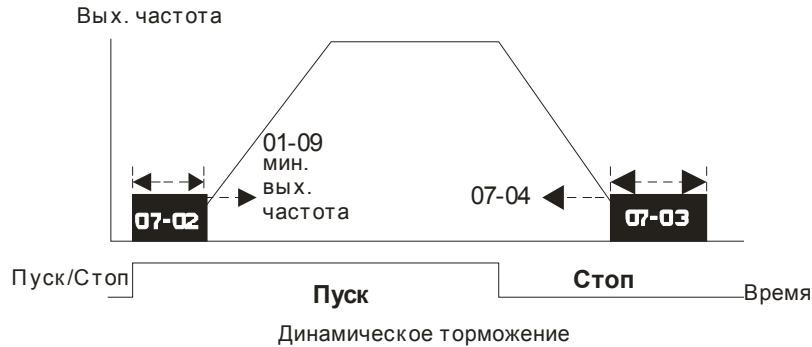 Вых. частота
01-09
мин.
вых.
частота
07-04
07-02
07-03
Пуск/Стоп
Пуск
Стоп
Время
Динамическое торможение